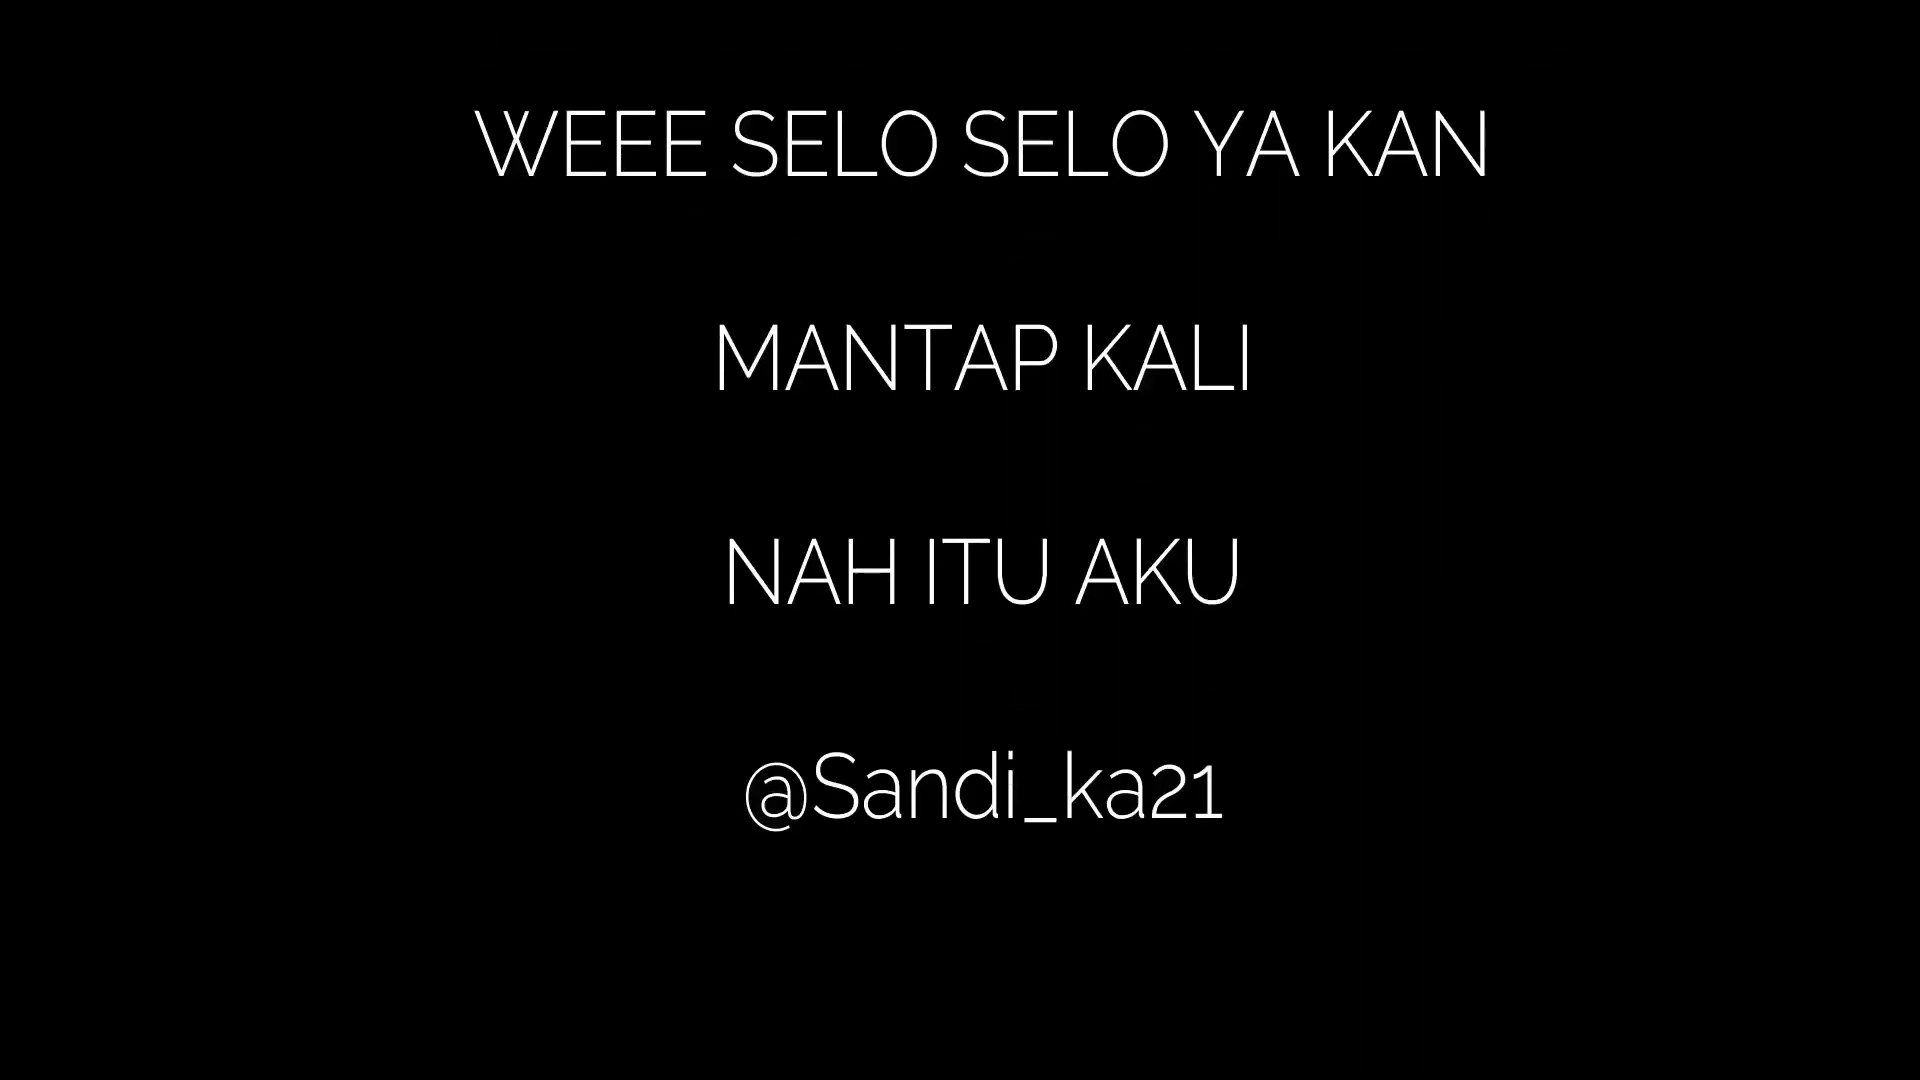 WEEE SELO SELO YA KAN
MANTAP KALI
NAH ITU AKU
@Sandi_ka21